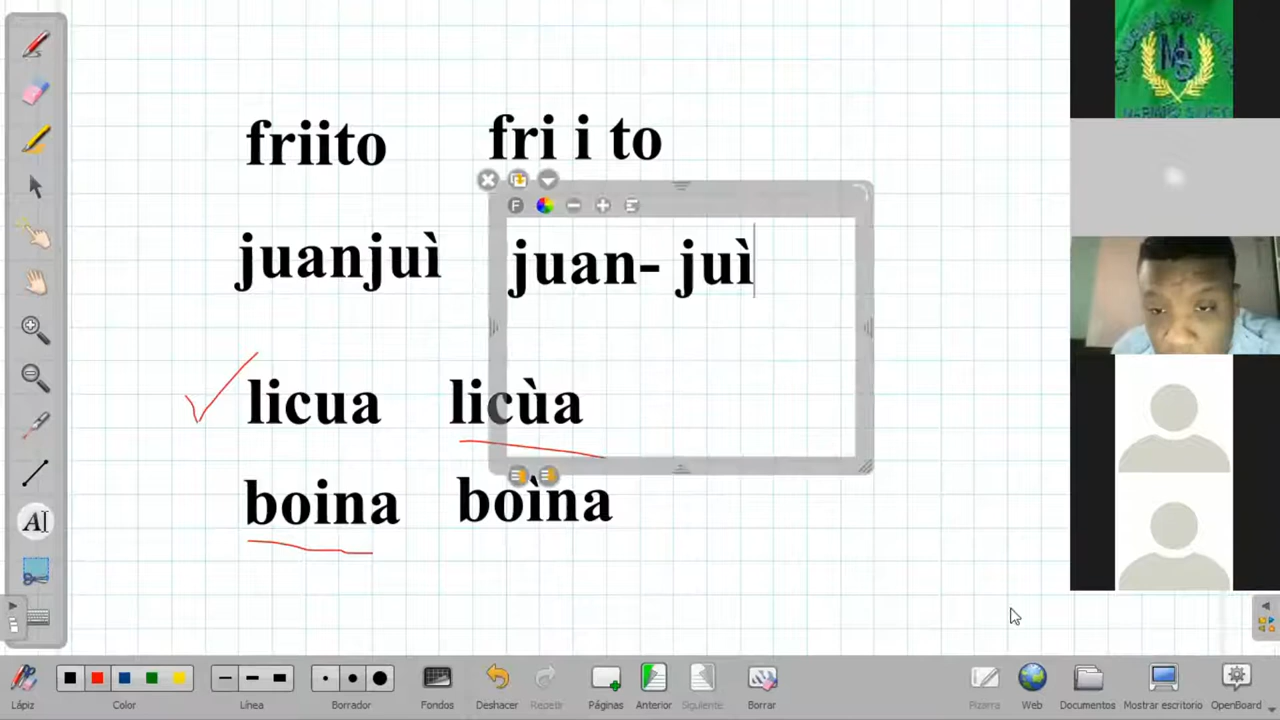 friito fri i to
F
juanjuì juan- juì
licua licùa
boina boìna
MS
Lápiz Color Línea Borrador Fondos Deshacer Repetir Páginas Anterior Siguiente Borrar Pizarra Web Documentos Mostrar escritorio OpenBoard